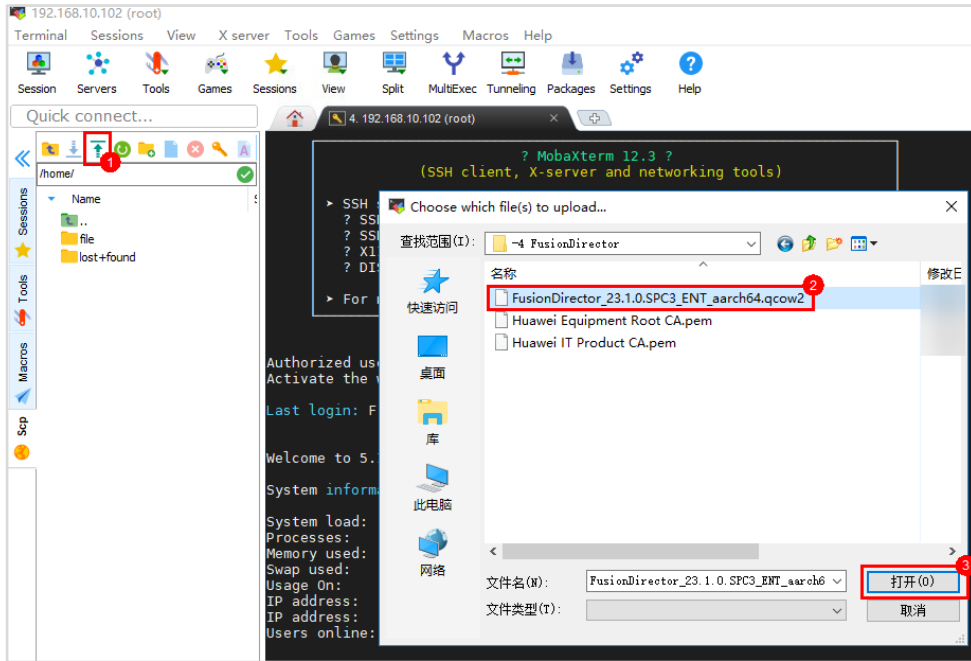 192.168.10.102 (root)
Terminal Sessions View X server Tools Games Settings Macros Help
Session Servers Tools Games Sessions View Split MultiExec Tunneling Packages Settings Help
Quick connect...
4. 192.168.10.102 (root)
1
/home/
Name
..
file
lost+found
Sessions
Tools
Macros
Scp
? MobaXterm 12.3 ?
(SSH client, X-server and networking tools)
➤ SSH
? SS
? SS
? X1
? DI
➤ For
Authorized us
Activate the
Last login: F
Welcome to 5.
System inform
System load:
Processes:
Memory used:
Swap used:
Usage On:
IP address:
IP address:
Users online:
Choose which file(s) to upload...
查找范围(I):
-4 FusionDirector
快速访问
桌面
库
此电脑
网络
名称
修改日
2
FusionDirector_23.1.0.SPC3_ENT_aarch64.qcow2
Huawei Equipment Root CA.pem
Huawei IT Product CA.pem
3
文件名(N):
FusionDirector_23.1.0.SPC3_ENT_aarch6
打开(O)
文件类型(T):
取消